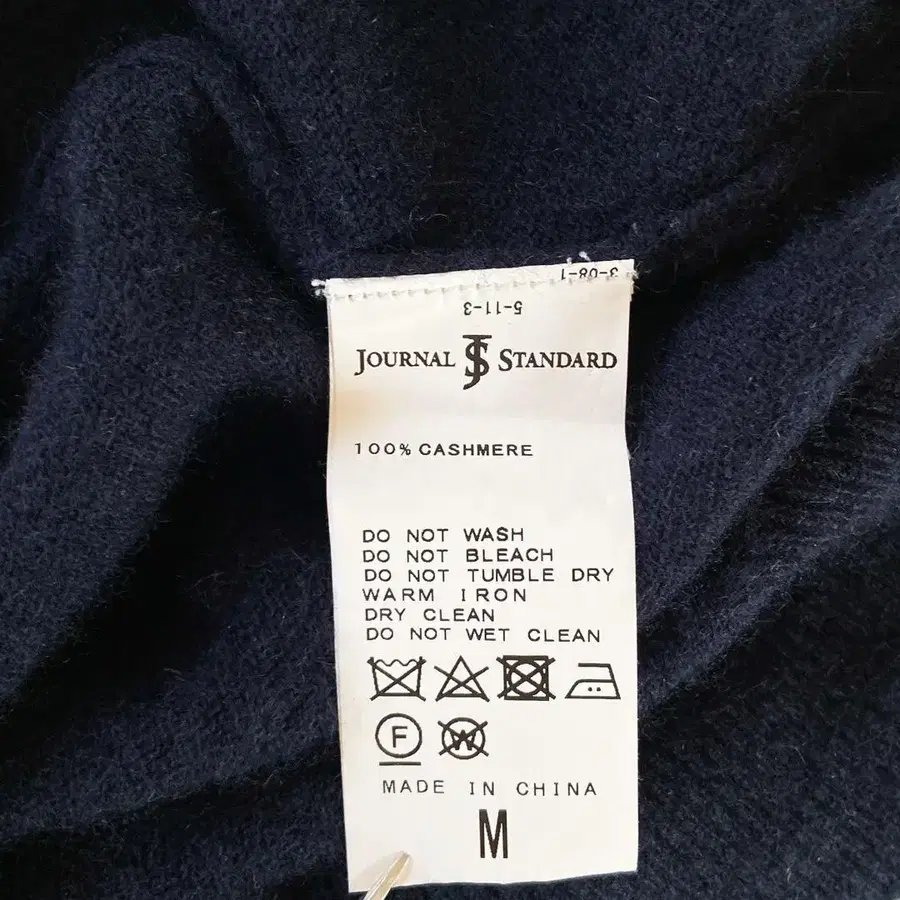 3-08-1
5-11-3
JOURNAL JS STANDARD
100% CASHMERE
DO NOT WASH
DO NOT BLEACH
DO NOT TUMBLE DRY
WARM IRON
DRY CLEAN
DO NOT WET CLEAN
F W
MADE IN CHINA
M